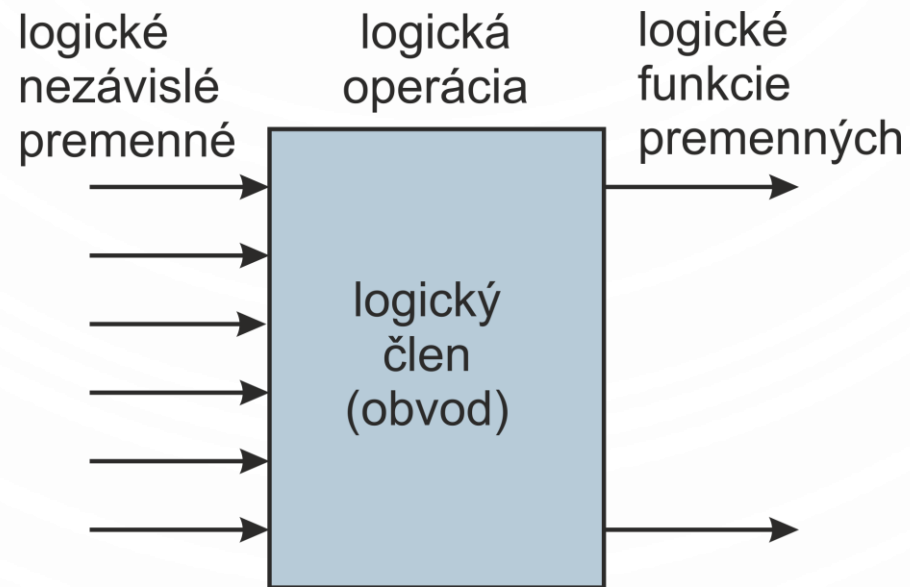 logické
nezávislé
premenné
logická
operácia
logické
funkcie
premenných
logický
člen
(obvod)